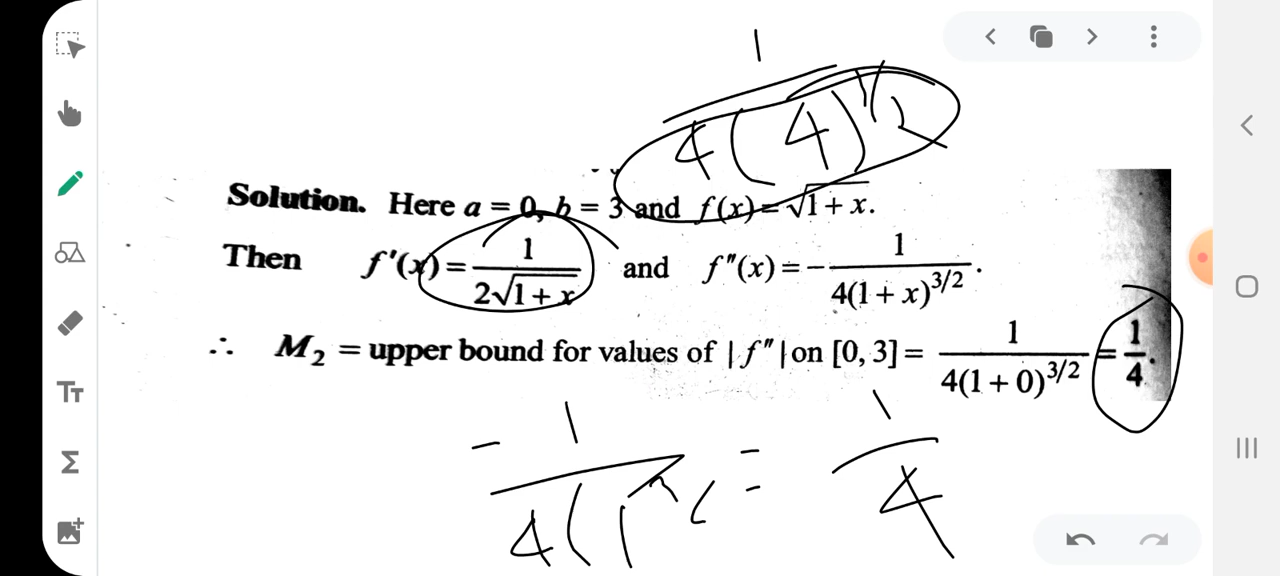 1
4(4)^{1/2}
Solution. Here a = 0, b = 3 and f(x) = √1 + x.
Then f'(x) = 1 / 2√1 + x and f″(x) = − 1 / 4(1 + x)^{3/2}.
∴ M₂ = upper bound for values of |f″| on [0, 3] = 1 / 4(1 + 0)^{3/2} = 1/4.
- 1 = 1
4(1 4
TT
Σ